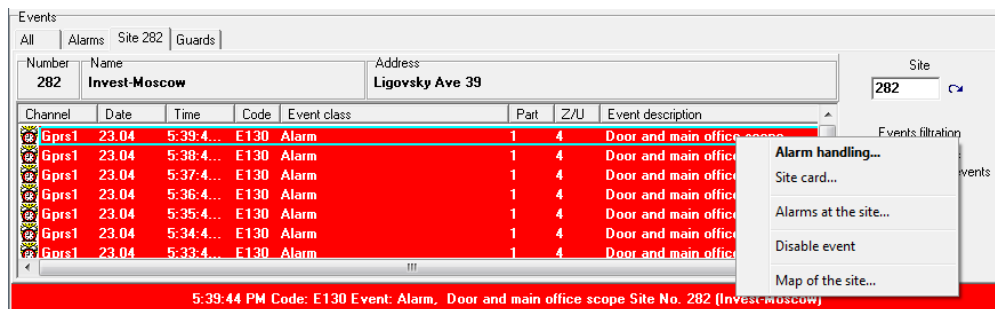 Events
All Alarms Site 282 Guards
Number Name Address Site
282 Invest-Moscow Ligovsky Ave 39 282
Channel Date Time Code Event class Part Z/U Event description
Gprs1 23.04 5:39:4... E130 Alarm 1 4 Door and main office scope
Events filtration
Gprs1 23.04 5:38:4... E130 Alarm 1 4 Door and main office
Alarm handling...
Gprs1 23.04 5:37:4... E130 Alarm 1 4 Door and main office
Site card...
events
Gprs1 23.04 5:36:4... E130 Alarm 1 4 Door and main office
Gprs1 23.04 5:35:4... E130 Alarm 1 4 Door and main office
Alarms at the site...
Gprs1 23.04 5:34:4... E130 Alarm 1 4 Door and main office
Disable event
Gprs1 23.04 5:33:4... E130 Alarm 1 4 Door and main office
Map of the site...
5:39:44 PM Code: E130 Event: Alarm, Door and main office scope Site No. 282 (Invest-Moscow)